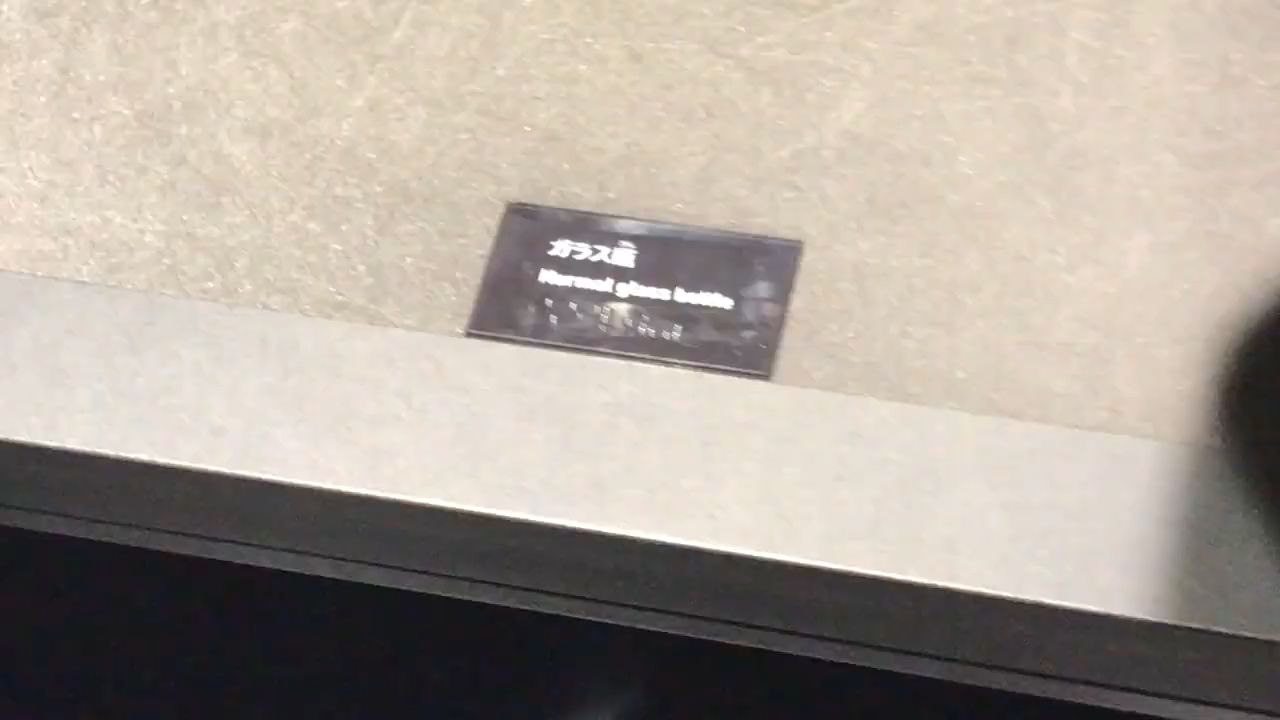 ガラス瓶
Normal glass bottle